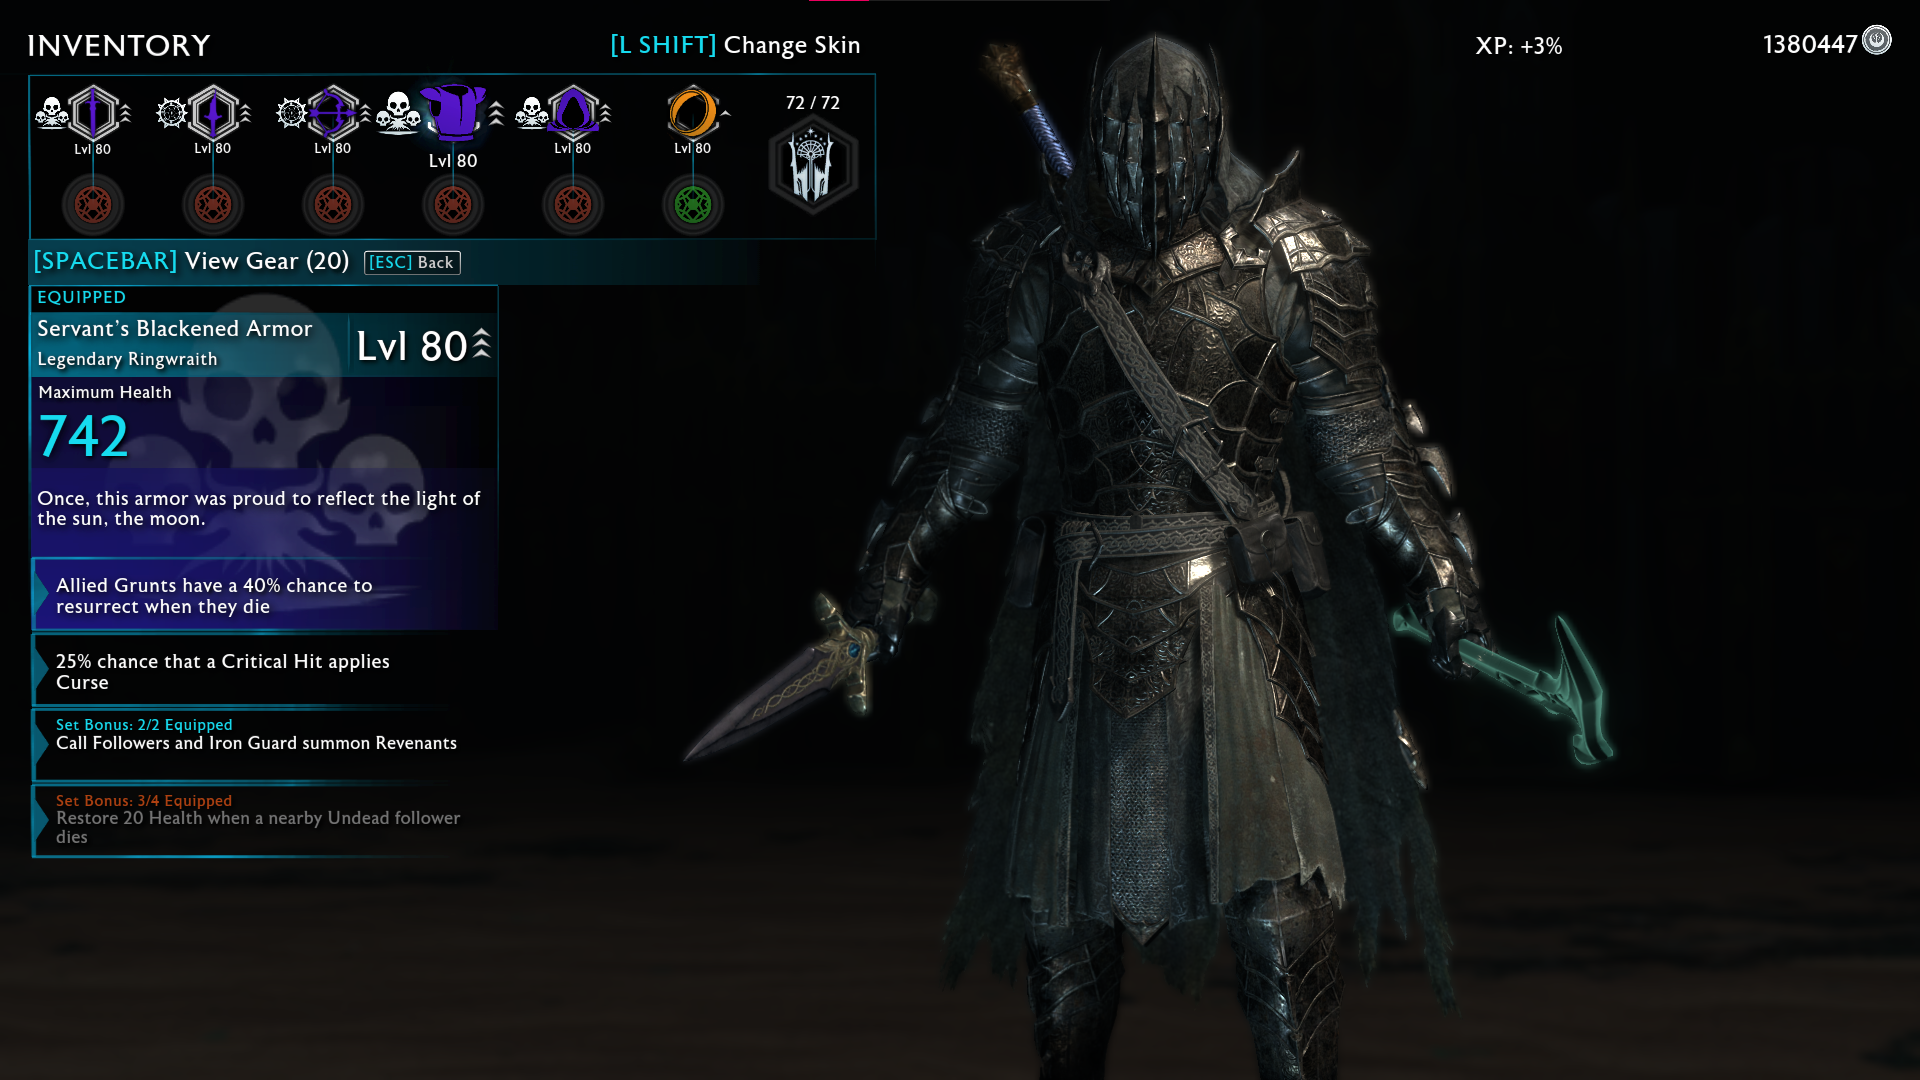 INVENTORY
[L SHIFT] Change Skin
XP: +3%
1380447
72 / 72
Lvl 80
Lvl 80
Lvl 80
Lvl 80
Lvl 80
Lvl 80
[SPACEBAR] View Gear (20) [ESC] Back
EQUIPPED
Servant's Blackened Armor
Legendary Ringwraith
Lvl 80
Maximum Health
742
Once, this armor was proud to reflect the light of
the sun, the moon.
Allied Grunts have a 40% chance to
resurrect when they die
25% chance that a Critical Hit applies
Curse
Set Bonus: 2/2 Equipped
Call Followers and Iron Guard summon Revenants
Set Bonus: 3/4 Equipped
Restore 20 Health when a nearby Undead follower
dies